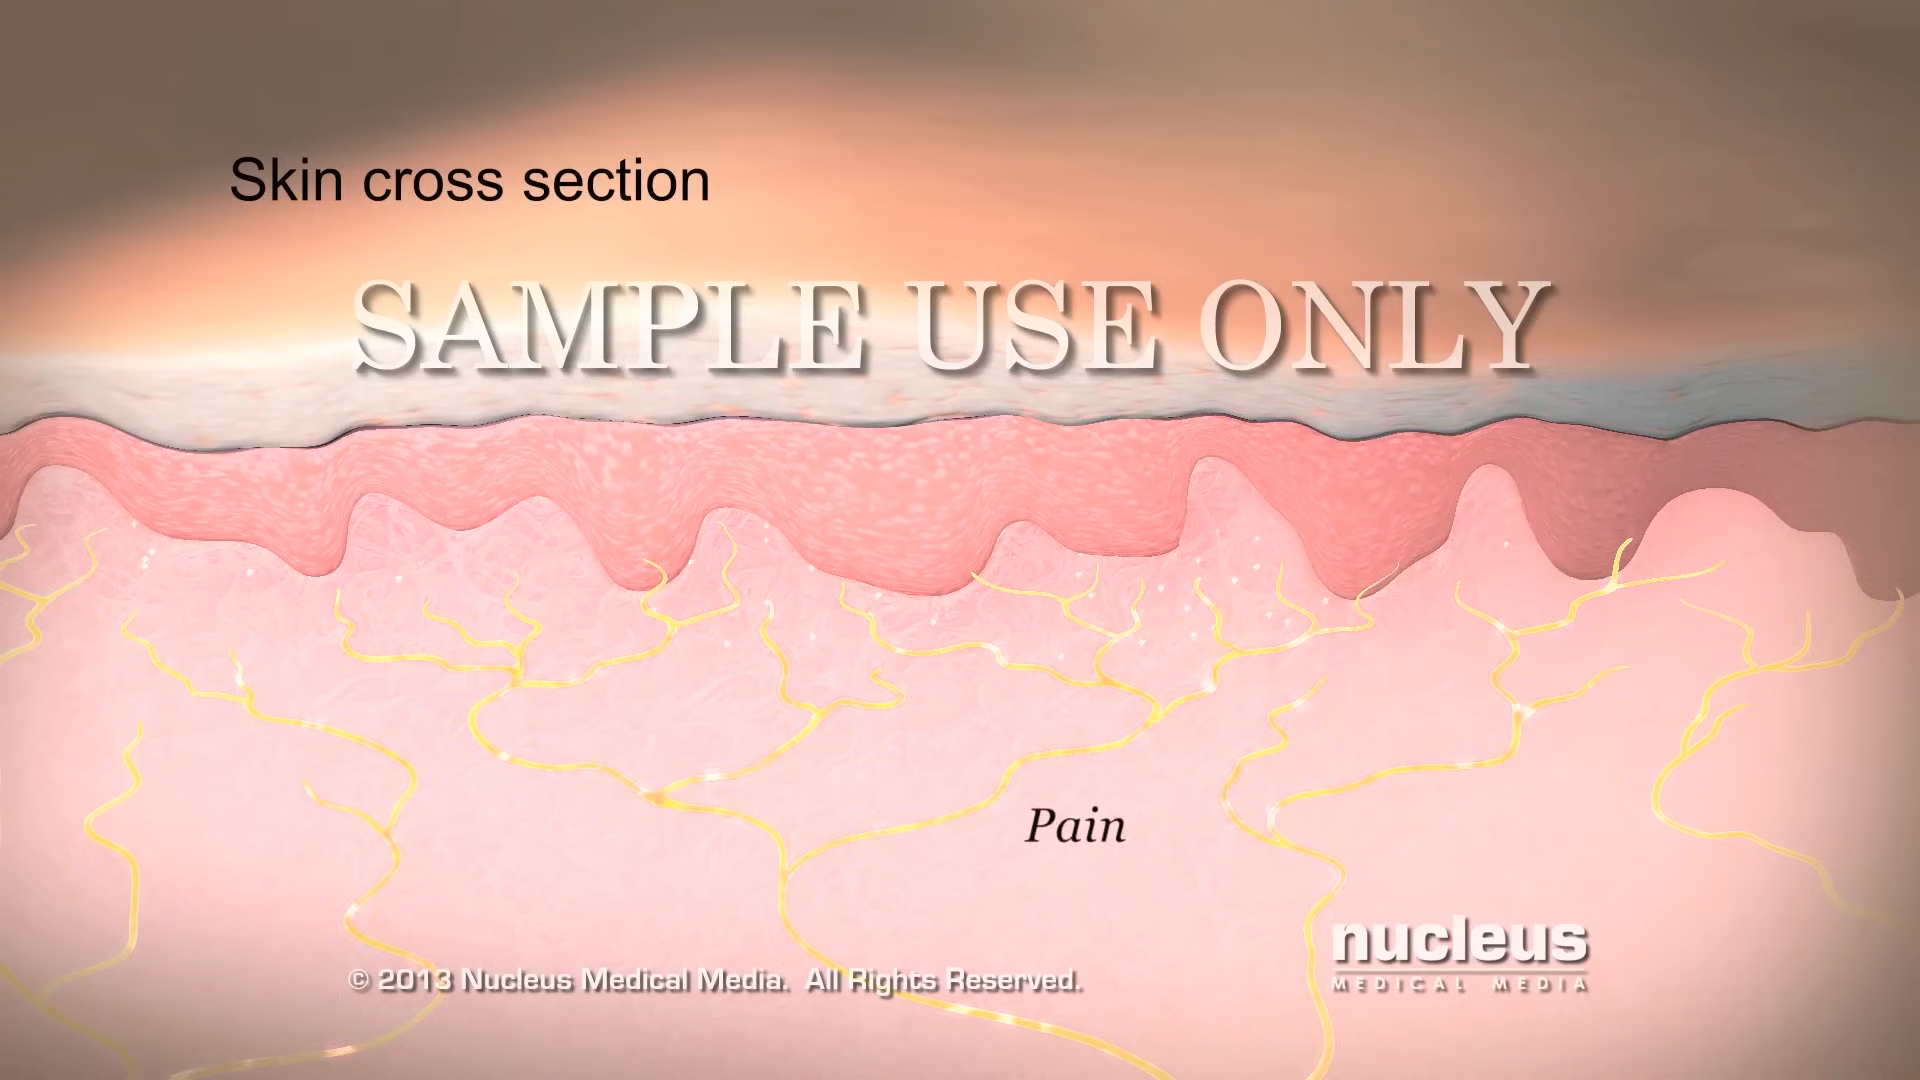 Skin cross section
SAMPLE USE ONLY
Pain
nucleus
MEDICAL MEDIA
© 2013 Nucleus Medical Media. All Rights Reserved.